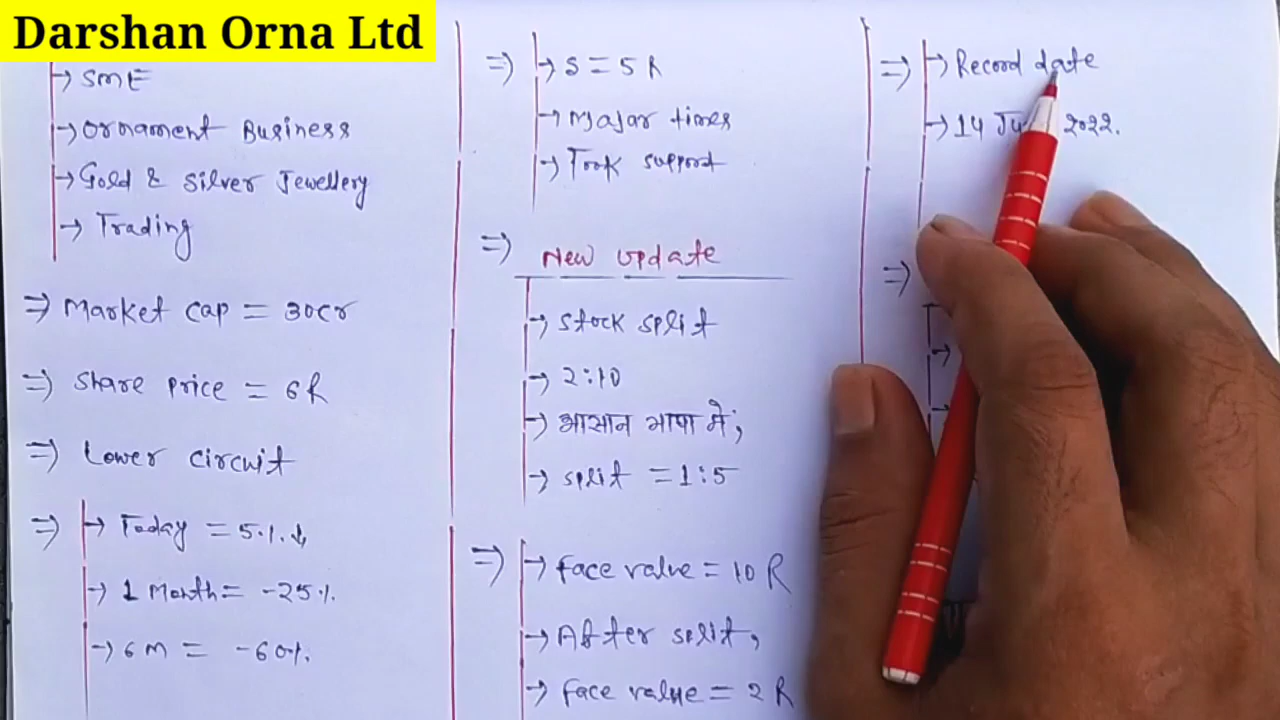 Darshan Orna Ltd
→ SME
→ Ornament Business
→ Gold & Silver Jewellery
→ Trading
⇒ Market cap = 30cr
⇒ Share price = 6 R
⇒ Lower circuit
⇒ → Today = 5.%.↓
→ 1 Month = -25%.
→ 6 M = -60%.
⇒ → S = 5 R
→ Major times
→ Took support
⇒ New update
→ Stock split
→ 2:10
→ आसान भाषा मे;
→ split = 1:5
⇒ → Face value = 10 R
→ After split,
→ Face value = 2 R
⇒ → Record date
→ 14 2022.
⇒